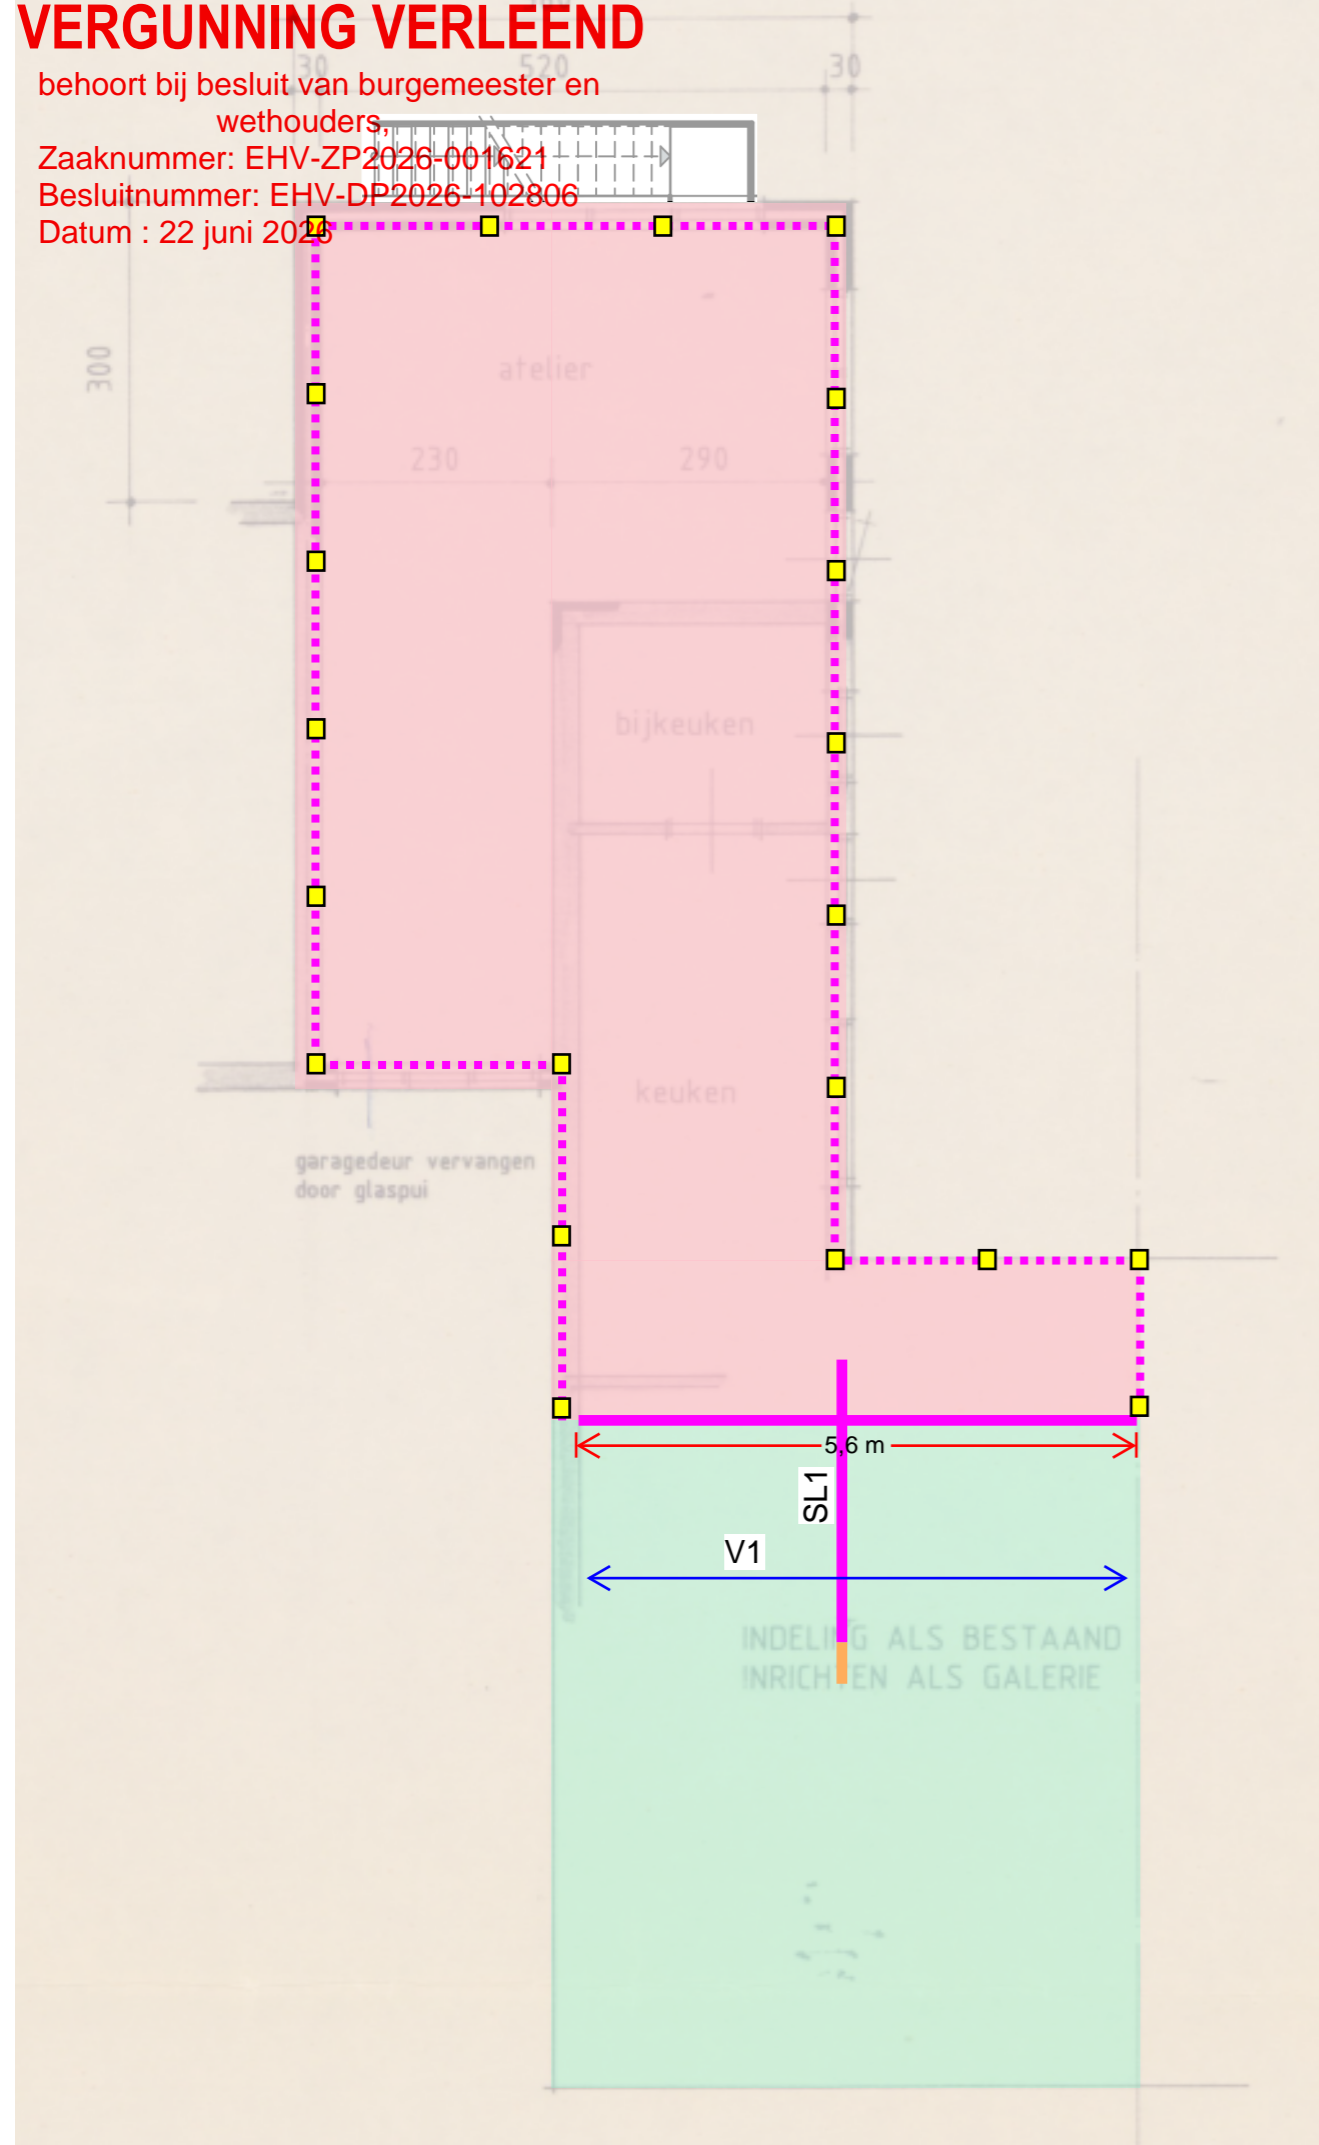 VERGUNNING VERLEEND
30
520
30
behoort bij besluit van burgemeester en
wethouders,
Zaaknummer: EHV-ZP2026-001621
Besluitnummer: EHV-DP2026-102806
Datum : 22 juni 2026
300
atelier
230
290
bijkeuken
keuken
garagedeur vervangen
door glaspui
5,6 m
SL1
V1
INDELING ALS BESTAAND
INRICHTEN ALS GALERIE